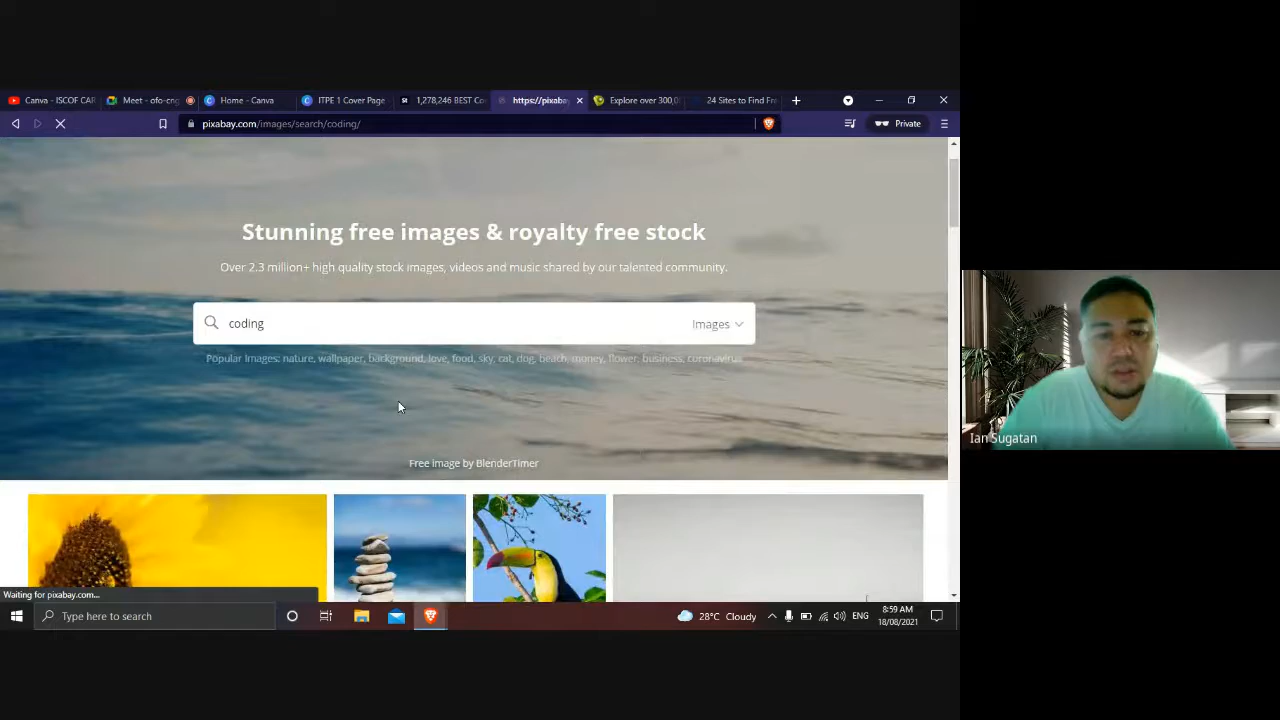 Canva - ISCOF CAR
Meet - ofo-cng
Home - Canva
ITPE 1 Cover Page
1,278,246 BEST Co
https://pixaba
Explore over 300,0
24 Sites to Find Fre
pixabay.com/images/search/coding/
Private
Stunning free images & royalty free stock
Over 2.3 million+ high quality stock images, videos and music shared by our talented community.
coding
Images
Popular Images: nature, wallpaper, background, love, food, sky, cat, dog, beach, money, flower, business, coronavirus
Free image by BlenderTimer
Ian Sugatan
Waiting for pixabay.com...
Type here to search
28°C Cloudy
ENG
8:59 AM
18/08/2021